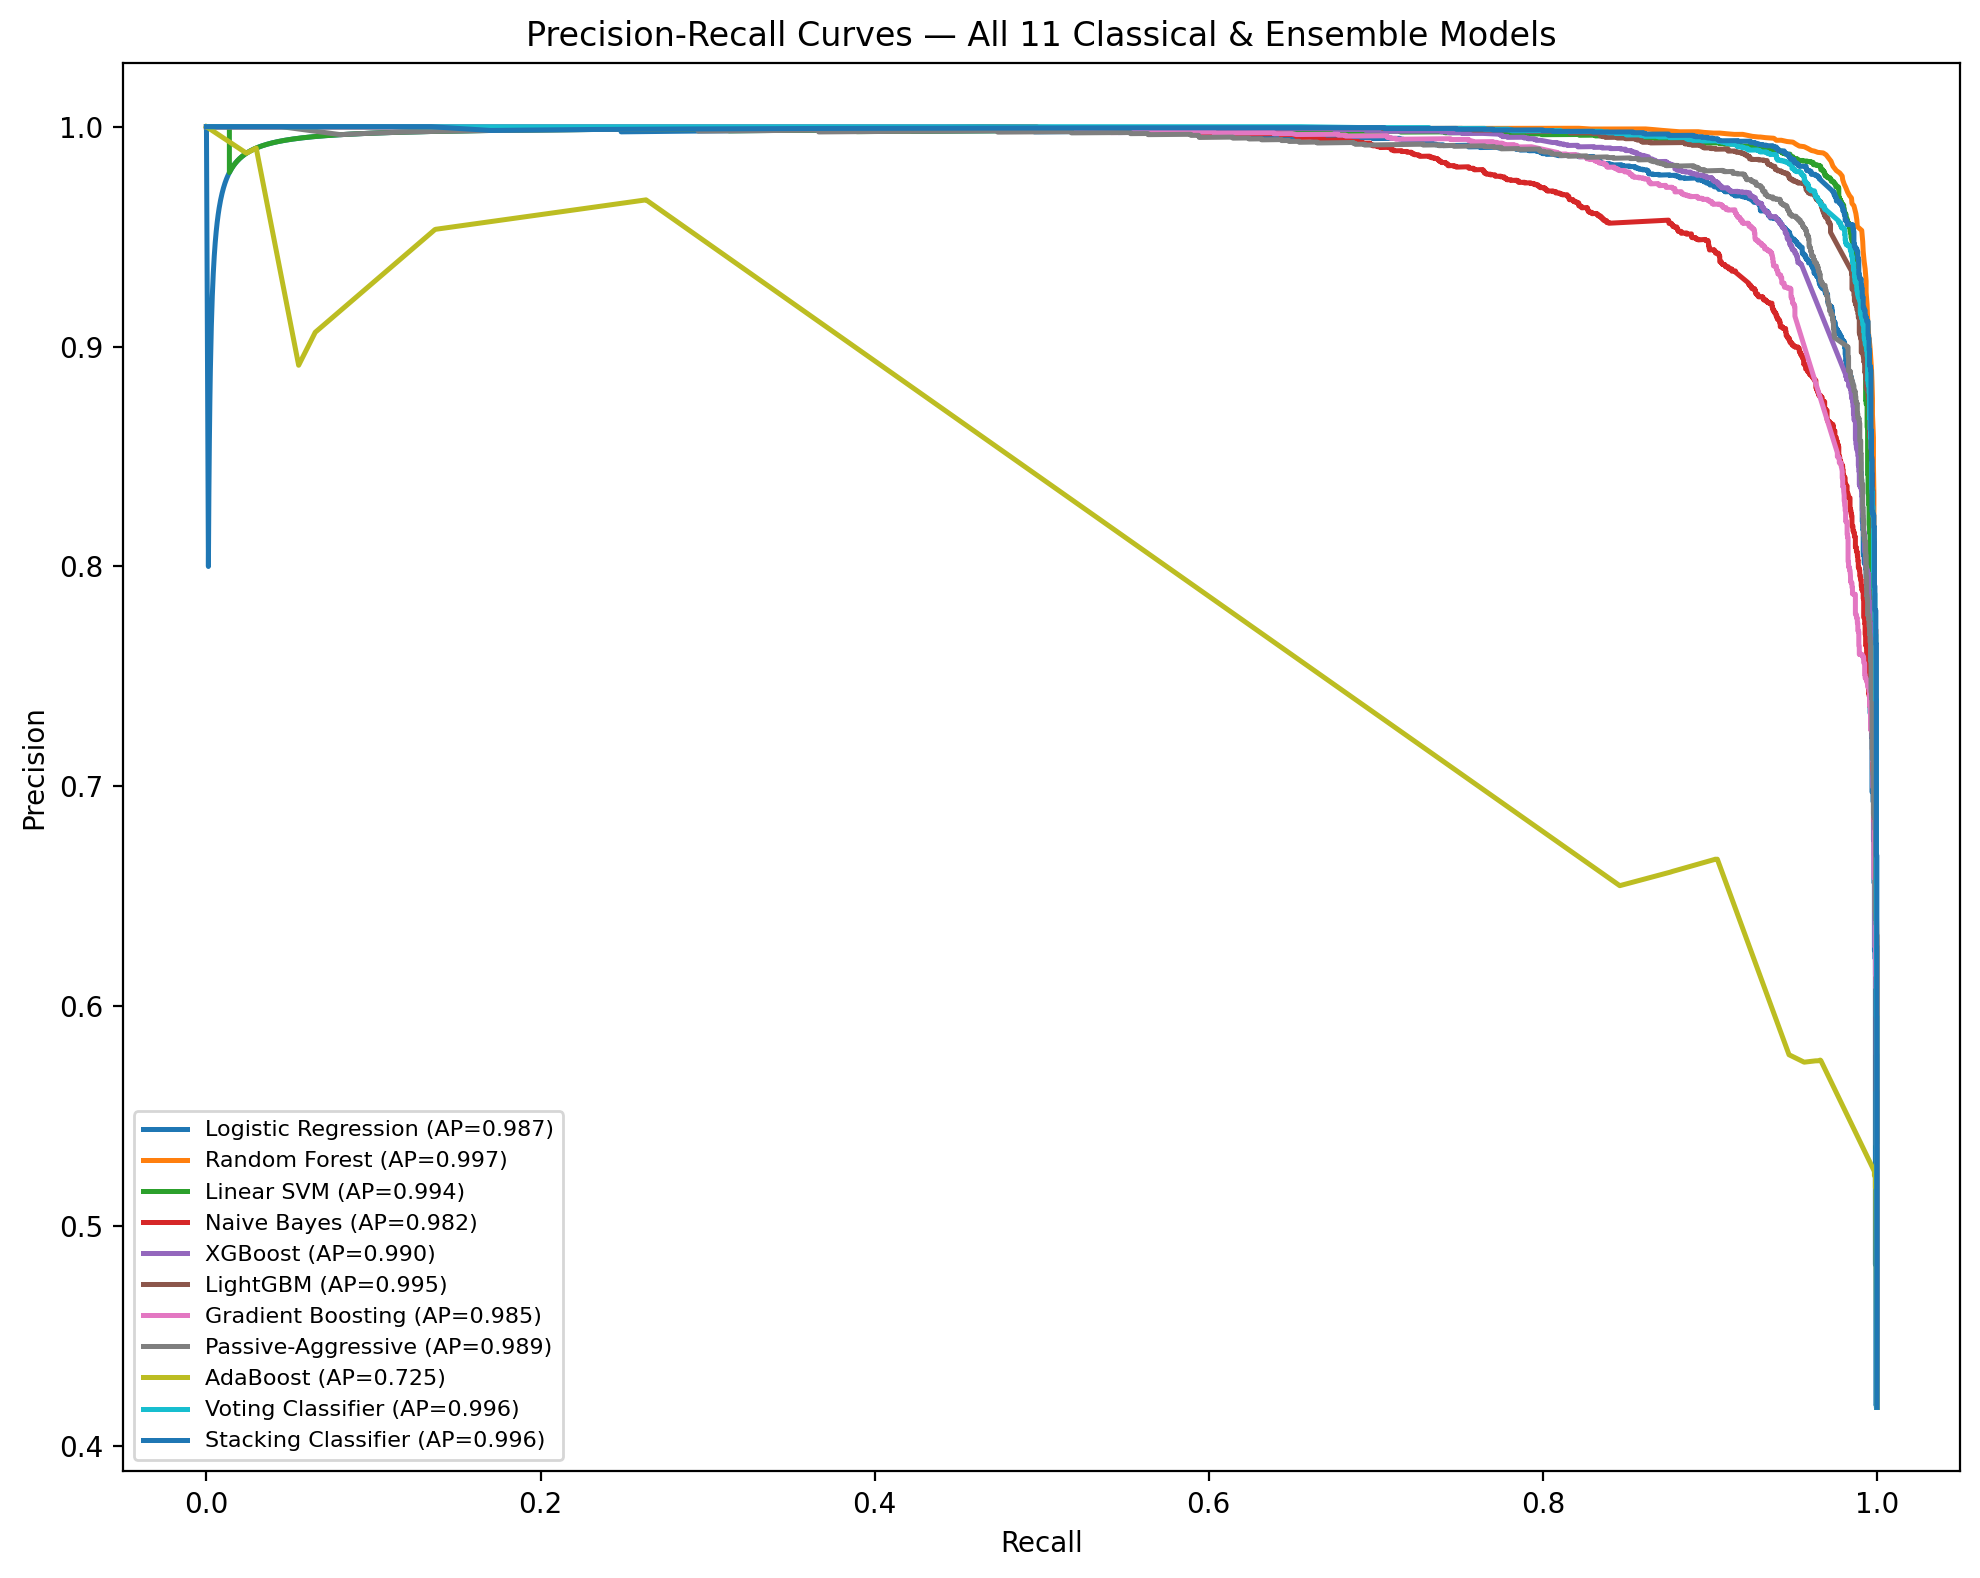 Precision-Recall Curves — All 11 Classical & Ensemble Models
1.0
0.9
0.8
0.7
0.6
0.5
0.4
Precision
Logistic Regression (AP=0.987)
Random Forest (AP=0.997)
Linear SVM (AP=0.994)
Naive Bayes (AP=0.982)
XGBoost (AP=0.990)
LightGBM (AP=0.995)
Gradient Boosting (AP=0.985)
Passive-Aggressive (AP=0.989)
AdaBoost (AP=0.725)
Voting Classifier (AP=0.996)
Stacking Classifier (AP=0.996)
0.0 0.2 0.4 0.6 0.8 1.0
Recall